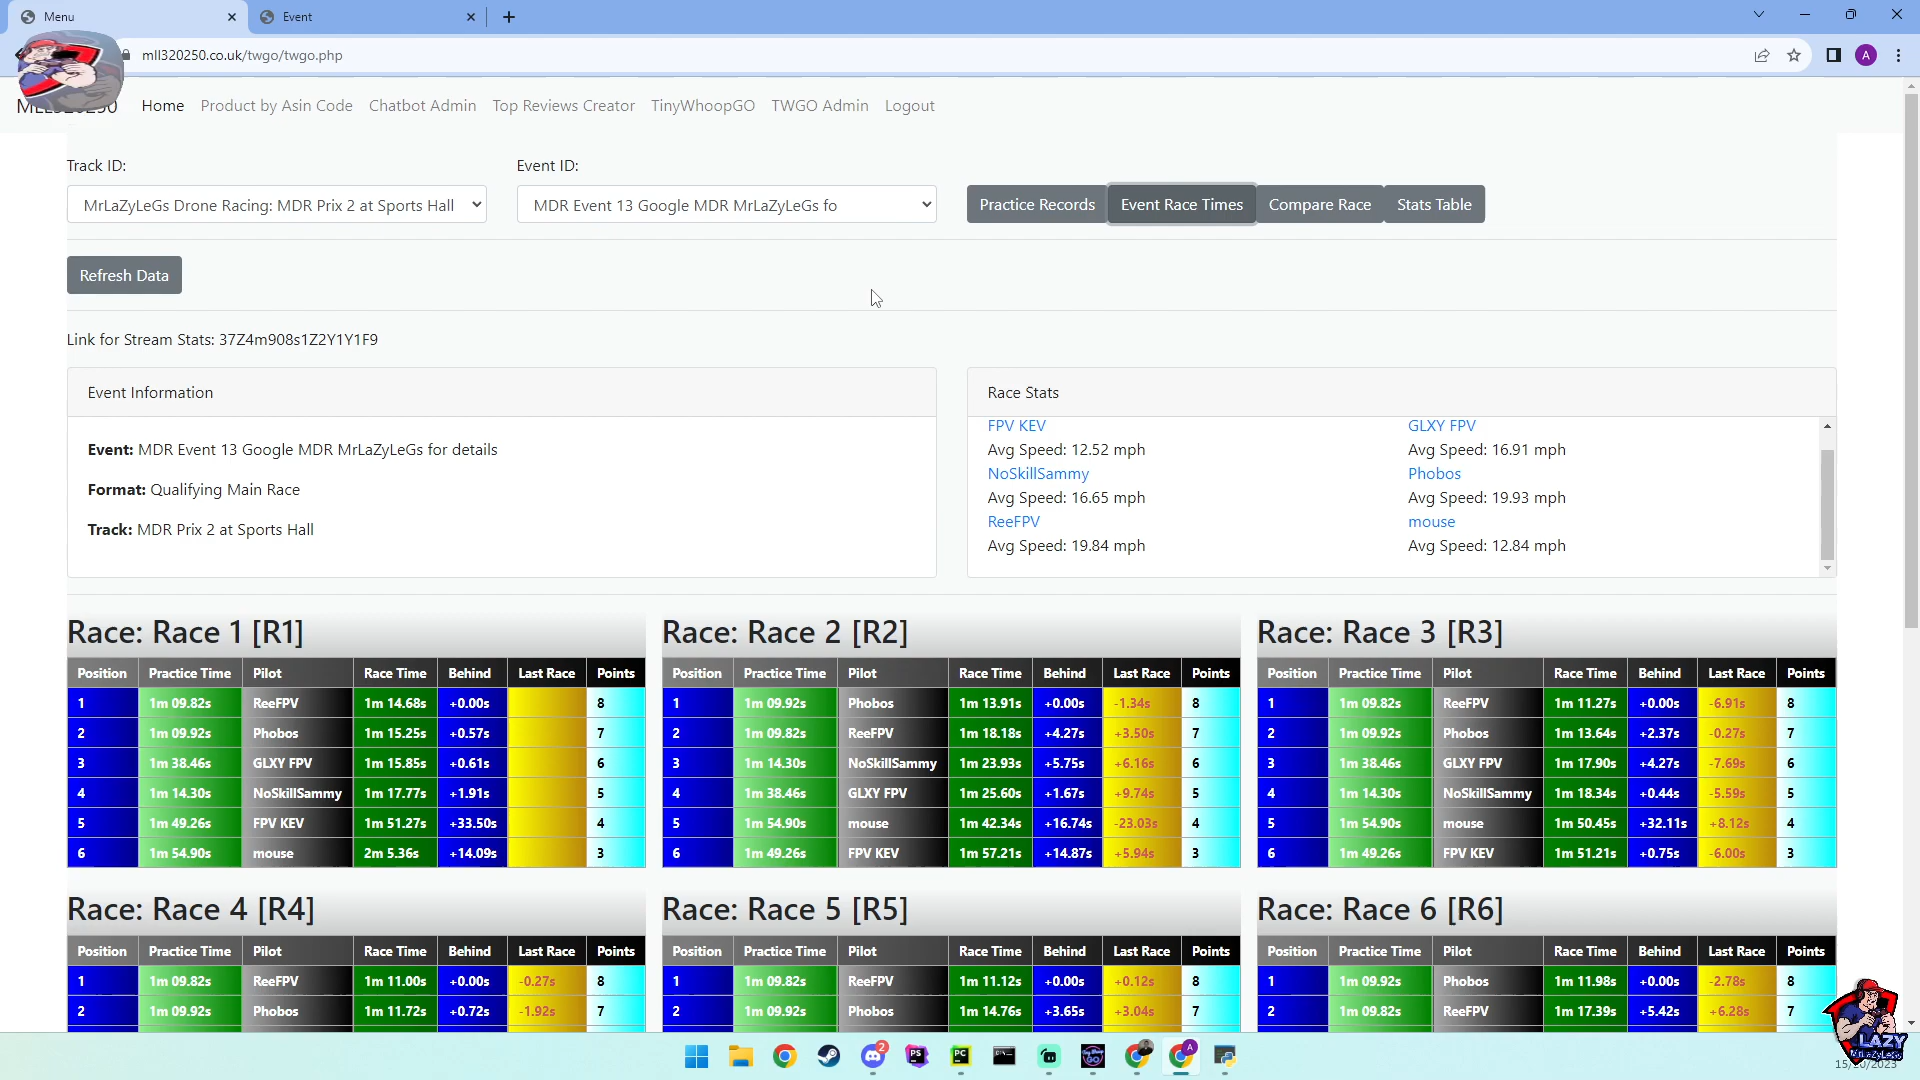 Menu
Event
mll320250.co.uk/twgo/twgo.php
A
Home Product by Asin Code Chatbot Admin Top Reviews Creator TinyWhoopGO TWGO Admin Logout
Track ID:
Event ID:
MrLaZyLeGs Drone Racing: MDR Prix 2 at Sports Hall
MDR Event 13 Google MDR MrLaZyLeGs fo
Practice Records Event Race Times Compare Race Stats Table
Refresh Data
Link for Stream Stats: 37Z4m908s1Z2Y1Y1F9
Event Information
Event: MDR Event 13 Google MDR MrLaZyLeGs for details
Format: Qualifying Main Race
Track: MDR Prix 2 at Sports Hall
Race Stats
FPV KEV GLXY FPV
Avg Speed: 12.52 mph Avg Speed: 16.91 mph
NoSkillSammy Phobos
Avg Speed: 16.65 mph Avg Speed: 19.93 mph
ReeFPV mouse
Avg Speed: 19.84 mph Avg Speed: 12.84 mph
Race: Race 1 [R1]
Position Practice Time Pilot Race Time Behind Last Race Points
1 1m 09.82s ReeFPV 1m 14.68s +0.00s 8
2 1m 09.92s Phobos 1m 15.25s +0.57s 7
3 1m 38.46s GLXY FPV 1m 15.85s +0.61s 6
4 1m 14.30s NoSkillSammy 1m 17.77s +1.91s 5
5 1m 49.26s FPV KEV 1m 51.27s +33.50s 4
6 1m 54.90s mouse 2m 5.36s +14.09s 3
Race: Race 2 [R2]
Position Practice Time Pilot Race Time Behind Last Race Points
1 1m 09.92s Phobos 1m 13.91s +0.00s -1.34s 8
2 1m 09.82s ReeFPV 1m 18.18s +4.27s +3.50s 7
3 1m 14.30s NoSkillSammy 1m 23.93s +5.75s +6.16s 6
4 1m 38.46s GLXY FPV 1m 25.60s +1.67s +9.74s 5
5 1m 54.90s mouse 1m 42.34s +16.74s -23.03s 4
6 1m 49.26s FPV KEV 1m 57.21s +14.87s +5.94s 3
Race: Race 3 [R3]
Position Practice Time Pilot Race Time Behind Last Race Points
1 1m 09.82s ReeFPV 1m 11.27s +0.00s -6.91s 8
2 1m 09.92s Phobos 1m 13.64s +2.37s -0.27s 7
3 1m 38.46s GLXY FPV 1m 17.90s +4.27s -7.69s 6
4 1m 14.30s NoSkillSammy 1m 18.34s +0.44s -5.59s 5
5 1m 54.90s mouse 1m 50.45s +32.11s +8.12s 4
6 1m 49.26s FPV KEV 1m 51.21s +0.75s -6.00s 3
Race: Race 4 [R4]
Position Practice Time Pilot Race Time Behind Last Race Points
1 1m 09.82s ReeFPV 1m 11.00s +0.00s -0.27s 8
2 1m 09.92s Phobos 1m 11.72s +0.72s -1.92s 7
Race: Race 5 [R5]
Position Practice Time Pilot Race Time Behind Last Race Points
1 1m 09.82s ReeFPV 1m 11.12s +0.00s +0.12s 8
2 1m 09.92s Phobos 1m 14.76s +3.65s +3.04s 7
Race: Race 6 [R6]
Position Practice Time Pilot Race Time Behind Last Race Points
1 1m 09.92s Phobos 1m 11.98s +0.00s -2.78s 8
2 1m 09.82s ReeFPV 1m 17.39s +5.42s +6.28s 7
2 PS PC A
LAZY
MrLaZyLeGs